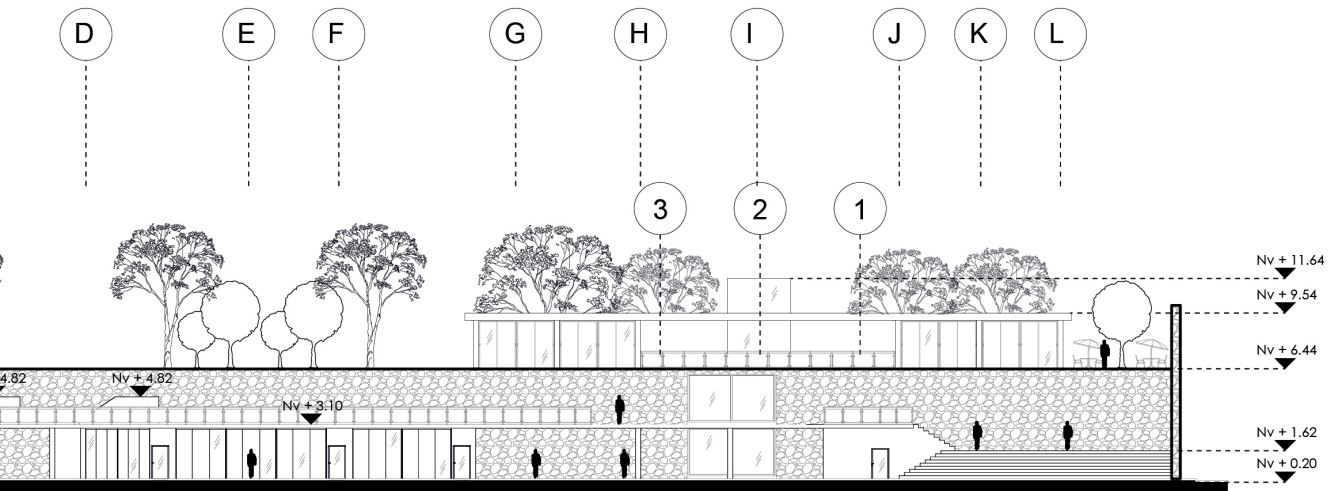 D E F G H I J K L
3 2 1
Nv + 11.64
Nv + 9.54
Nv + 6.44
4.82 Nv + 4.82
Nv + 3.10
Nv + 1.62
Nv + 0.20